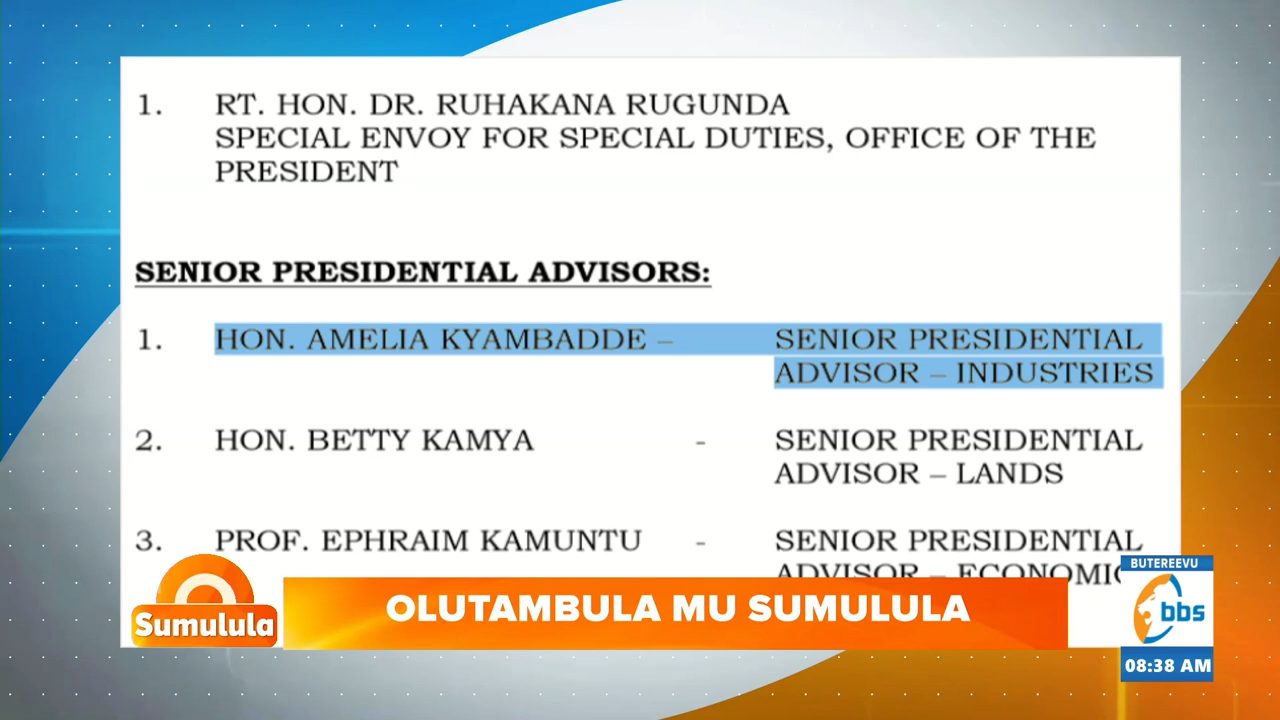 1. RT. HON. DR. RUHAKANA RUGUNDA
SPECIAL ENVOY FOR SPECIAL DUTIES, OFFICE OF THE
PRESIDENT
SENIOR PRESIDENTIAL ADVISORS:
1. HON. AMELIA KYAMBADDE – SENIOR PRESIDENTIAL
ADVISOR – INDUSTRIES
2. HON. BETTY KAMYA - SENIOR PRESIDENTIAL
ADVISOR – LANDS
3. PROF. EPHRAIM KAMUNTU - SENIOR PRESIDENTIAL
ADVISOR –
Sumulula
OLUTAMBULA MU SUMULULA
BUTEREEVU
bbs
08:38 AM